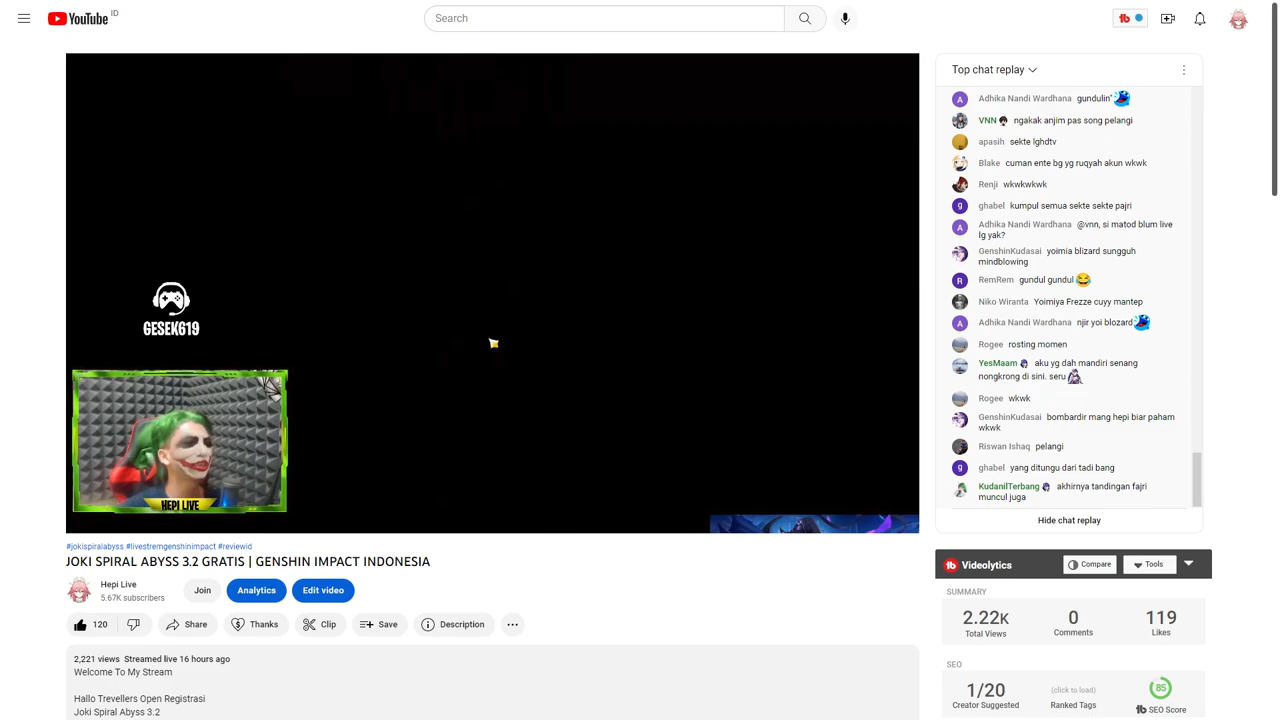 YouTube ID
Search
Top chat replay
Adhika Nandi Wardhana gundulin"
VNN ngakak anjim pas song pelangi
apasih sekte lghdtv
Blake cuman ente bg yg ruqyah akun wkwk
Renji wkwkwkwk
ghabel kumpul semua sekte sekte pajri
Adhika Nandi Wardhana @vnn, si matod blum live
lg yak?
GenshinKudasai yoimia blizard sungguh
mindblowing
RemRem gundul gundul
Niko Wiranta Yoimiya Frezze cuyy mantep
Adhika Nandi Wardhana njir yoi blozard
Rogee rosting momen
YesMaam aku yg dah mandiri senang
nongkrong di sini. seru
Rogee wkwk
GenshinKudasai bombardir mang hepi biar paham
wkwk
Riswan Ishaq pelangi
ghabel yang ditungu dari tadi bang
KudanilTerbang akhirnya tandingan fajri
muncul juga
Hide chat replay
GESEKG19
HEPI LIVE
#jokispiralabyss #livestremgenshinimpact #reviewid
JOKI SPIRAL ABYSS 3.2 GRATIS | GENSHIN IMPACT INDONESIA
Hepi Live
5.67K subscribers
Join
Analytics
Edit video
120
Share
Thanks
Clip
Save
Description
2,221 views Streamed live 16 hours ago
Welcome To My Stream
Hallo Trevellers Open Registrasi
Joki Spiral Abyss 3.2
tb Videolytics
Compare
Tools
SUMMARY
2.22K
Total Views
0
Comments
119
Likes
SEO
1/20
Creator Suggested
(click to load)
Ranked Tags
85
tb SEO Score